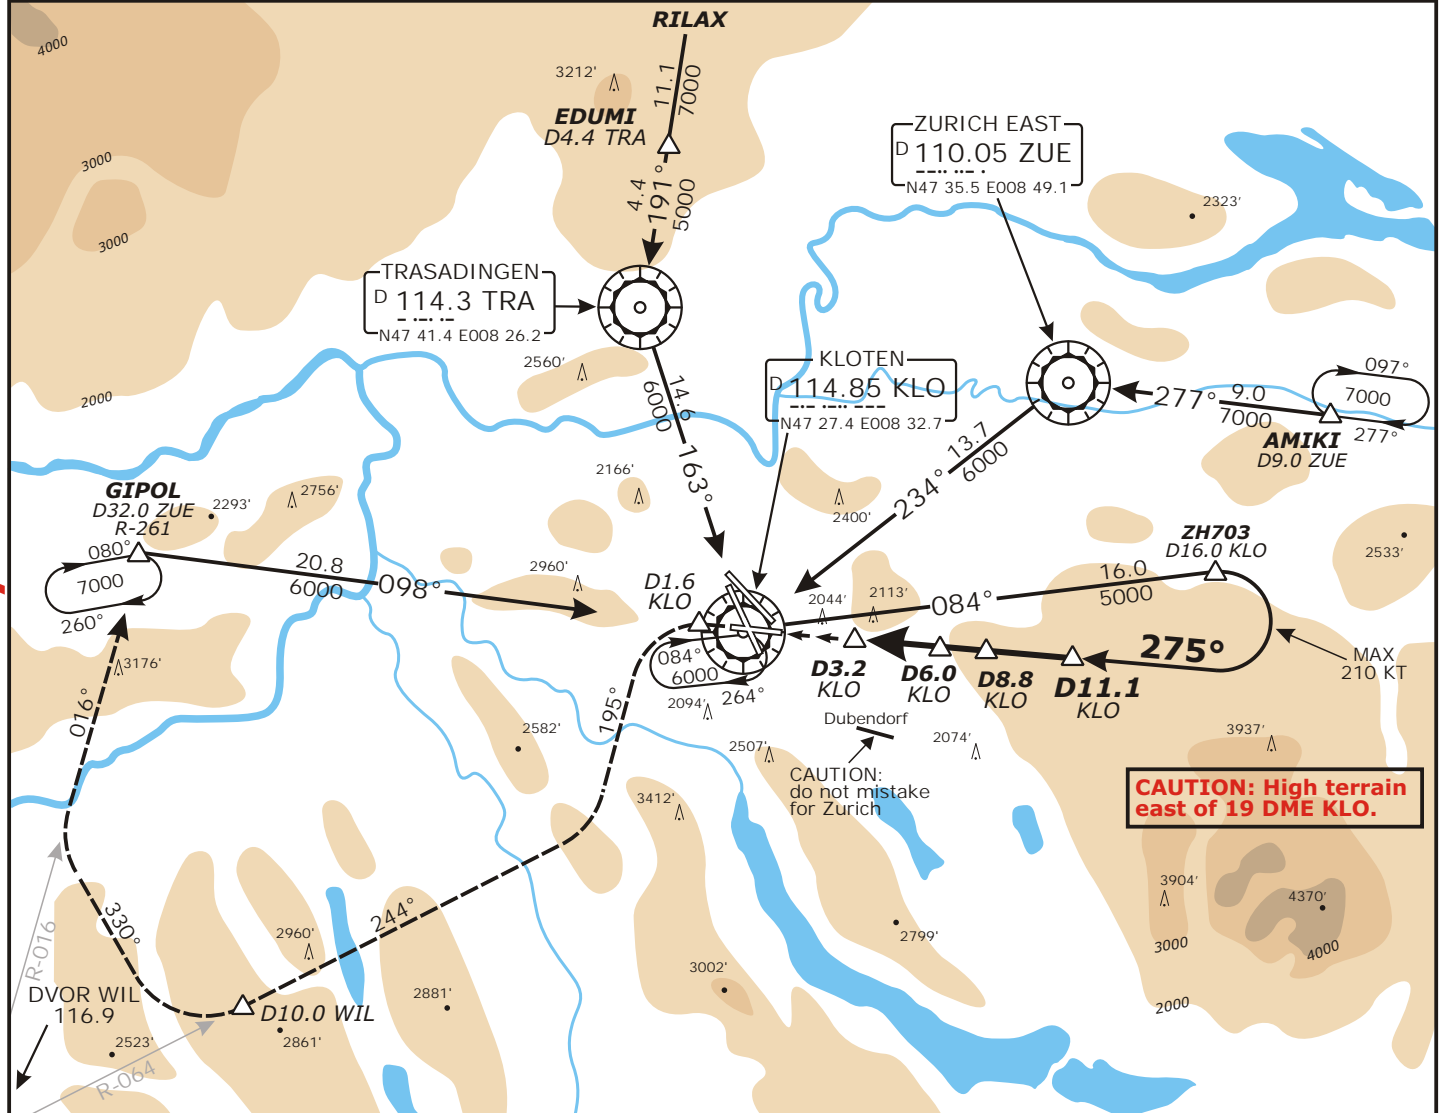 RILAX
4000
3212'
11.1
7000
EDUMI
D4.4 TRA
ZURICH EAST
D 110.05 ZUE
N47 35.5 E008 49.1
3000
4.4
191°
5000
2323'
3000
TRASADINGEN
D 114.3 TRA
N47 41.4 E008 26.2
KLOTEN
D 114.85 KLO
N47 27.4 E008 32.7
2560'
097°
7000
277°
277°
9.0
7000
AMIKI
D9.0 ZUE
2000
14.6
6000
163°
13.7
6000
234°
2166'
2400'
GIPOL
D32.0 ZUE
R-261
2293'
2756'
080°
7000
260°
20.8
6000
098°
2960'
D1.6
KLO
2044'
2113'
084°
16.0
5000
ZH703
D16.0 KLO
2533'
084°
6000
264°
D3.2
KLO
D6.0
KLO
D8.8
KLO
D11.1
KLO
275°
MAX
210 KT
3176'
016°
195°
2094'
Dubendorf
2582'
2507'
2074'
3937'
CAUTION:
do not mistake
for Zurich
CAUTION: High terrain
east of 19 DME KLO.
3412'
3904'
4370'
330°
244°
2960'
2799'
3000
4000
R-016
DVOR WIL
116.9
D10.0 WIL
2881'
3002'
2000
2523'
2861'
R-064